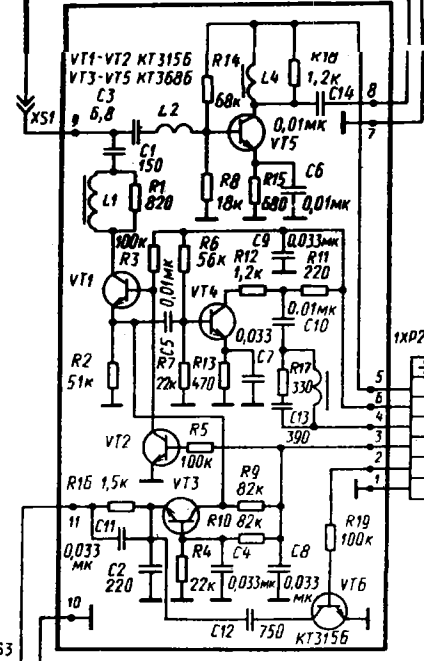 VT1-VT2 КТ315Б
VT3-VT5 КТ368Б
R14
68к
L4
R18
1,2к
C14
8
7
XS1
9
C3
6,8
L2
0,01мк
VT5
C1
150
L1
R1
820
R8
18к
R15
680
C6
0,01мк
100к
R3
R6
56к
C9
0,033мк
R12
1,2к
R11
220
VT1
0,01мк
VT4
0,01мк
C10
C5
0,033
1XP2
R2
51к
R7
22к
R13
470
C7
R17
330
C13
390
5
6
4
3
2
1
VT2
R5
100к
R16 1,5к
VT3
R9
82к
R10 82к
11
C11
0,033
мк
C2
220
R4
22к
C4
0,033мк
C8
0,033
мк
R19
100к
VT6
10
C12 750
КТ315Б